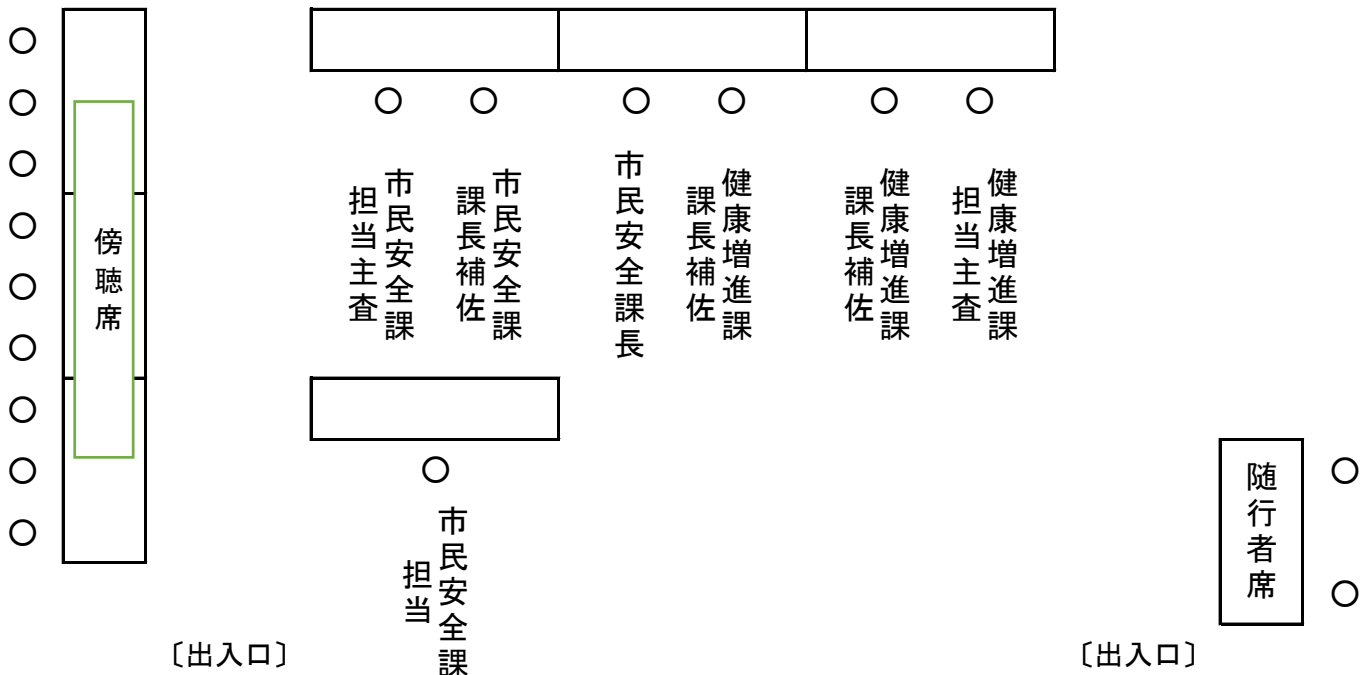 傍聴席
市民安全課
担当主査
市民安全課
課長補佐
市民安全課長
健康増進課
課長補佐
健康増進課
課長補佐
健康増進課
担当主査
市民安全課
担当
随行者席
〔出入口〕
〔出入口〕